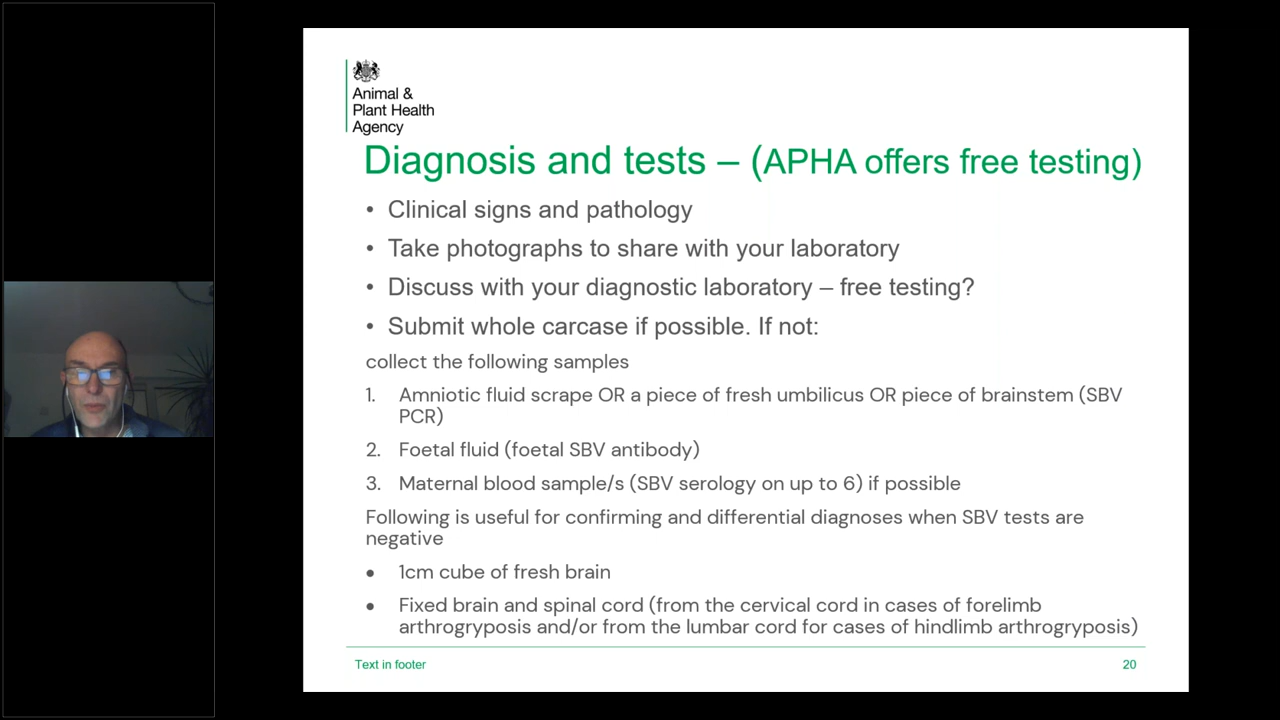 Animal &
Plant Health
Agency
Diagnosis and tests – (APHA offers free testing)
• Clinical signs and pathology
• Take photographs to share with your laboratory
• Discuss with your diagnostic laboratory – free testing?
• Submit whole carcase if possible. If not:
collect the following samples
1. Amniotic fluid scrape OR a piece of fresh umbilicus OR piece of brainstem (SBV
PCR)
2. Foetal fluid (foetal SBV antibody)
3. Maternal blood sample/s (SBV serology on up to 6) if possible
Following is useful for confirming and differential diagnoses when SBV tests are
negative
• 1cm cube of fresh brain
• Fixed brain and spinal cord (from the cervical cord in cases of forelimb
arthrogryposis and/or from the lumbar cord for cases of hindlimb arthrogryposis)
Text in footer
20